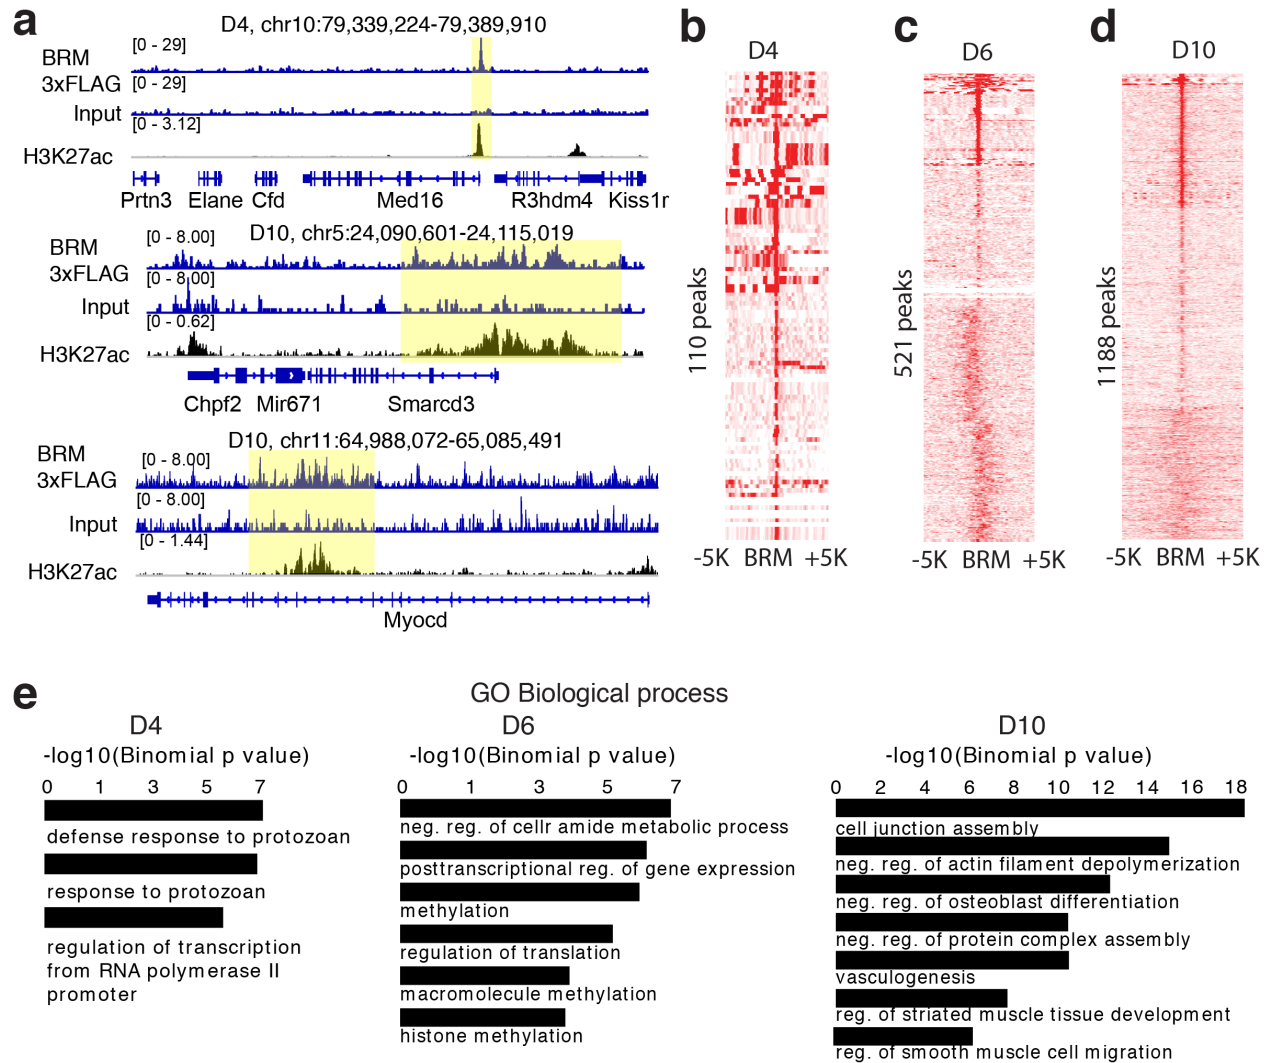 a
D4, chr10:79,339,224-79,389,910
[0 - 29]
BRM
3xFLAG
[0 - 29]
Input
[0 - 3.12]
H3K27ac
Prtn3 Elane Cfd Med16 R3hdm4 Kiss1r
D10, chr5:24,090,601-24,115,019
[0 - 8.00]
BRM
3xFLAG
[0 - 8.00]
Input
[0 - 0.62]
H3K27ac
Chpf2 Mir671 Smarcd3
D10, chr11:64,988,072-65,085,491
BRM
[0 - 8.00]
3xFLAG
[0 - 8.00]
Input
[0 - 1.44]
H3K27ac
Myocd
b
D4
110 peaks
-5K BRM +5K
c
D6
521 peaks
-5K BRM +5K
d
D10
1188 peaks
-5K BRM +5K
e
GO Biological process
D4
-log10(Binomial p value)
0 1 3 5 7
defense response to protozoan
response to protozoan
regulation of transcription
from RNA polymerase II
promoter
D6
-log10(Binomial p value)
0 1 3 5 7
neg. reg. of cellr amide metabolic process
posttranscriptional reg. of gene expression
methylation
regulation of translation
macromolecule methylation
histone methylation
D10
-log10(Binomial p value)
0 2 4 6 8 10 12 14 16 18
cell junction assembly
neg. reg. of actin filament depolymerization
neg. reg. of osteoblast differentiation
neg. reg. of protein complex assembly
vasculogenesis
reg. of striated muscle tissue development
reg. of smooth muscle cell migration